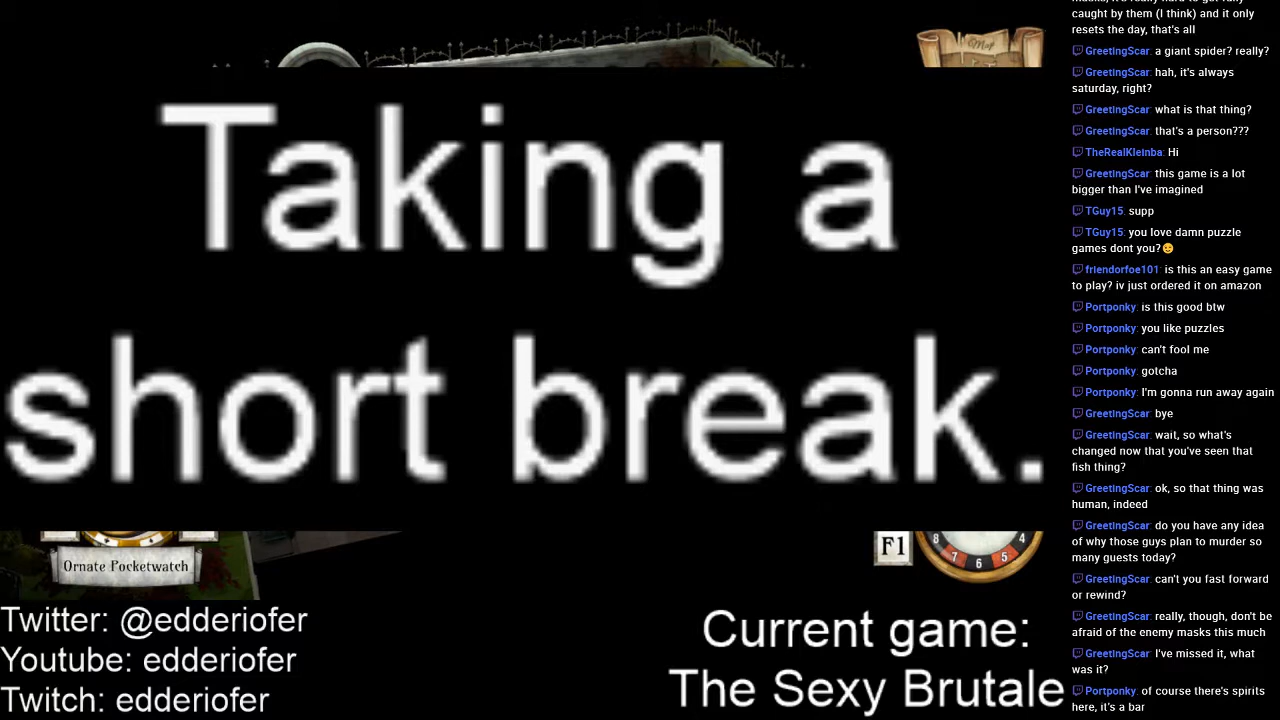 Map
Taking a
short break.
Ornate Pocketwatch
F1
8 7 6 5 4
Twitter: @edderiofer
Youtube: edderiofer
Twitch: edderiofer
Current game:
The Sexy Brutale
caught by them (I think) and it only
resets the day, that's all
GreetingScar: a giant spider? really?
GreetingScar: hah, it's always
saturday, right?
GreetingScar: what is that thing?
GreetingScar: that's a person???
TheRealKleinba: Hi
GreetingScar: this game is a lot
bigger than I've imagined
TGuy15: supp
TGuy15: you love damn puzzle
games dont you?😉
friendorfoe101: is this an easy game
to play? iv just ordered it on amazon
Portponky: is this good btw
Portponky: you like puzzles
Portponky: can't fool me
Portponky: gotcha
Portponky: I'm gonna run away again
GreetingScar: bye
GreetingScar: wait, so what's
changed now that you've seen that
fish thing?
GreetingScar: ok, so that thing was
human, indeed
GreetingScar: do you have any idea
of why those guys plan to murder so
many guests today?
GreetingScar: can't you fast forward
or rewind?
GreetingScar: really, though, don't be
afraid of the enemy masks this much
GreetingScar: I've missed it, what
was it?
Portponky: of course there's spirits
here, it's a bar